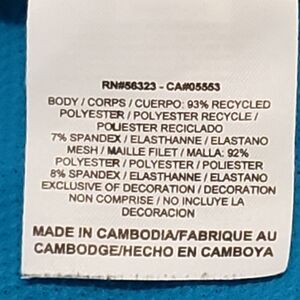 RN#56323 - CA#05553
BODY / CORPS / CUERPO: 93% RECYCLED
POLYESTER / POLYESTER RECYCLE /
POLIESTER RECICLADO
7% SPANDEX / ELASTHANNE / ELASTANO
MESH / MAILLE FILET / MALLA: 92%
POLYESTER / POLYESTER / POLIESTER
8% SPANDEX / ELASTHANNE / ELASTANO
EXCLUSIVE OF DECORATION / DECORATION
NON COMPRISE / NO INCLUYE LA
DECORACION
MADE IN CAMBODIA/FABRIQUE AU
CAMBODGE/HECHO EN CAMBOYA